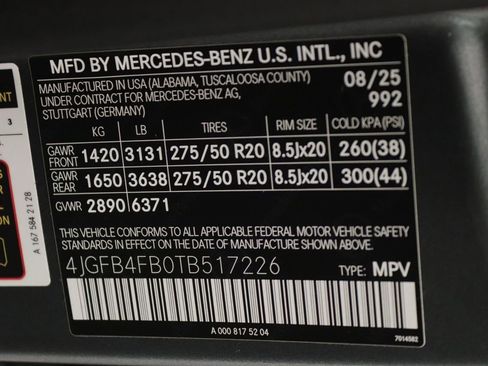 MFD BY MERCEDES-BENZ U.S. INTL., INC
MANUFACTURED IN USA (ALABAMA, TUSCALOOSA COUNTY) 08/25
UNDER CONTRACT FOR MERCEDES-BENZ AG, 992
STUTTGART (GERMANY)
KG LB TIRES RIM SIZE COLD KPA (PSI)
GAWR FRONT 1420 3131 275/50 R20 8.5Jx20 260(38)
GAWR REAR 1650 3638 275/50 R20 8.5Jx20 300(44)
GVWR 2890 6371
THIS VEHICLE CONFORMS TO ALL APPLICABLE FEDERAL MOTOR VEHICLE SAFETY
STANDARDS IN EFFECT ON THE DATE OF MANUFACTURE SHOWN ABOVE.
4JGFB4FB0TB517226 TYPE: MPV
A 000 817 52 04
7014582
NT
3
ON
A 167 584 21 28